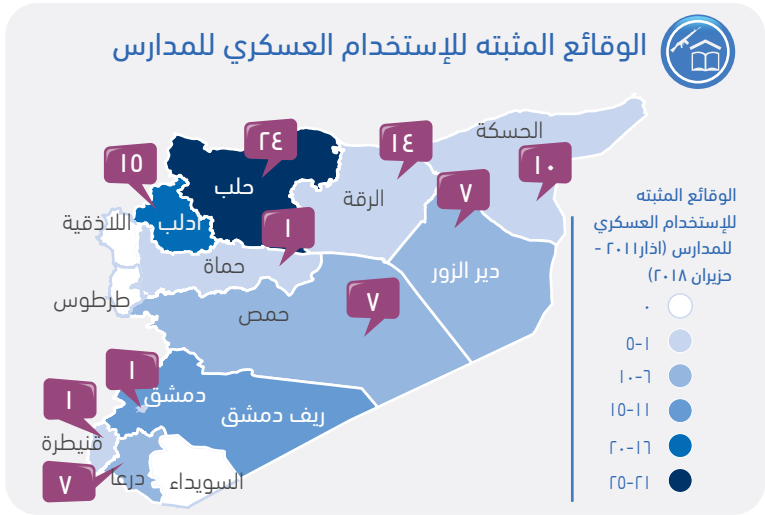 الوقائع المثبته للإستخدام العسكري للمدارس
الحسكة
٢٤
١٤
١٥
١٠
حلب
٧
الرقة
اللاذقية
ادلب
١
حماة
دير الزور
طرطوس
حمص
٧
١
دمشق
ريف دمشق
١
قنيطرة
درعا
السويداء
٧
الوقائع المثبته
للإستخدام العسكري
للمدارس (اذار٢٠١١ -
حزيران ٢٠١٨)
٠
١-٥
٦-١٠
١١-١٥
١٦-٢٠
٢١-٢٥